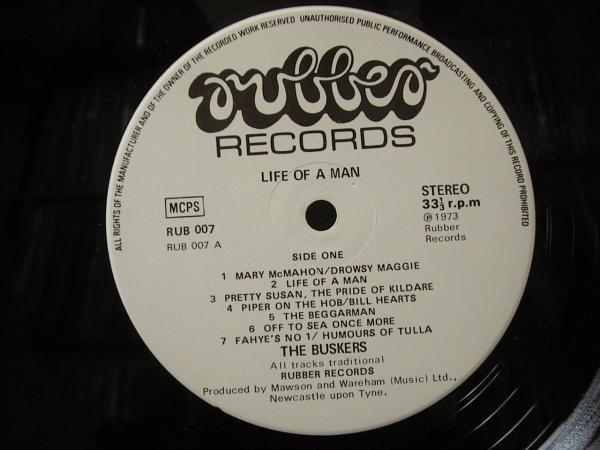 ALL RIGHTS OF THE MANUFACTURER AND OF THE OWNER OF THE RECORDED WORK RESERVED UNAUTHORISED PUBLIC PERFORMANCE BROADCASTING AND COPYING OF THIS RECORD PROHIBITED
rubber
RECORDS
LIFE OF A MAN
MCPS
RUB 007
RUB 007 A
STEREO
33⅓ r.p.m
℗ 1973
Rubber
Records
SIDE ONE
1 MARY McMAHON/DROWSY MAGGIE
2 LIFE OF A MAN
3 PRETTY SUSAN, THE PRIDE OF KILDARE
4 PIPER ON THE HOB/BILL HEARTS
5 THE BEGGARMAN
6 OFF TO SEA ONCE MORE
7 FAHYE'S NO 1/ HUMOURS OF TULLA
THE BUSKERS
All tracks traditional
RUBBER RECORDS
Produced by Mawson and Wareham (Music) Ltd.,
Newcastle upon Tyne.